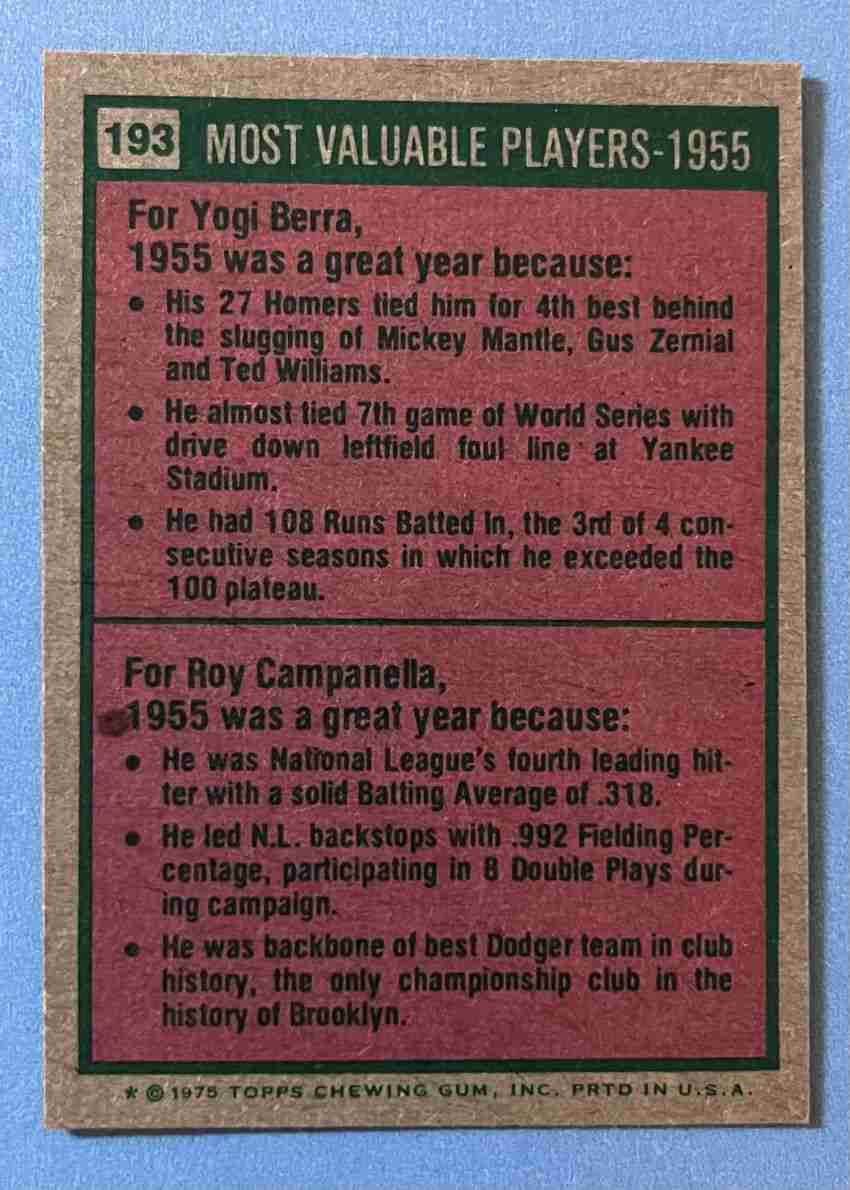 193 MOST VALUABLE PLAYERS-1955
For Yogi Berra,
1955 was a great year because:
• His 27 Homers tied him for 4th best behind
the slugging of Mickey Mantle, Gus Zernial
and Ted Williams.
• He almost tied 7th game of World Series with
drive down leftfield foul line at Yankee
Stadium.
• He had 108 Runs Batted In, the 3rd of 4 con-
secutive seasons in which he exceeded the
100 plateau.
For Roy Campanella,
1955 was a great year because:
• He was National League's fourth leading hit-
ter with a solid Batting Average of .318.
• He led N.L. backstops with .992 Fielding Per-
centage, participating in 8 Double Plays dur-
ing campaign.
• He was backbone of best Dodger team in club
history, the only championship club in the
history of Brooklyn.
* © 1975 TOPPS CHEWING GUM, INC. PRTD IN U.S.A.